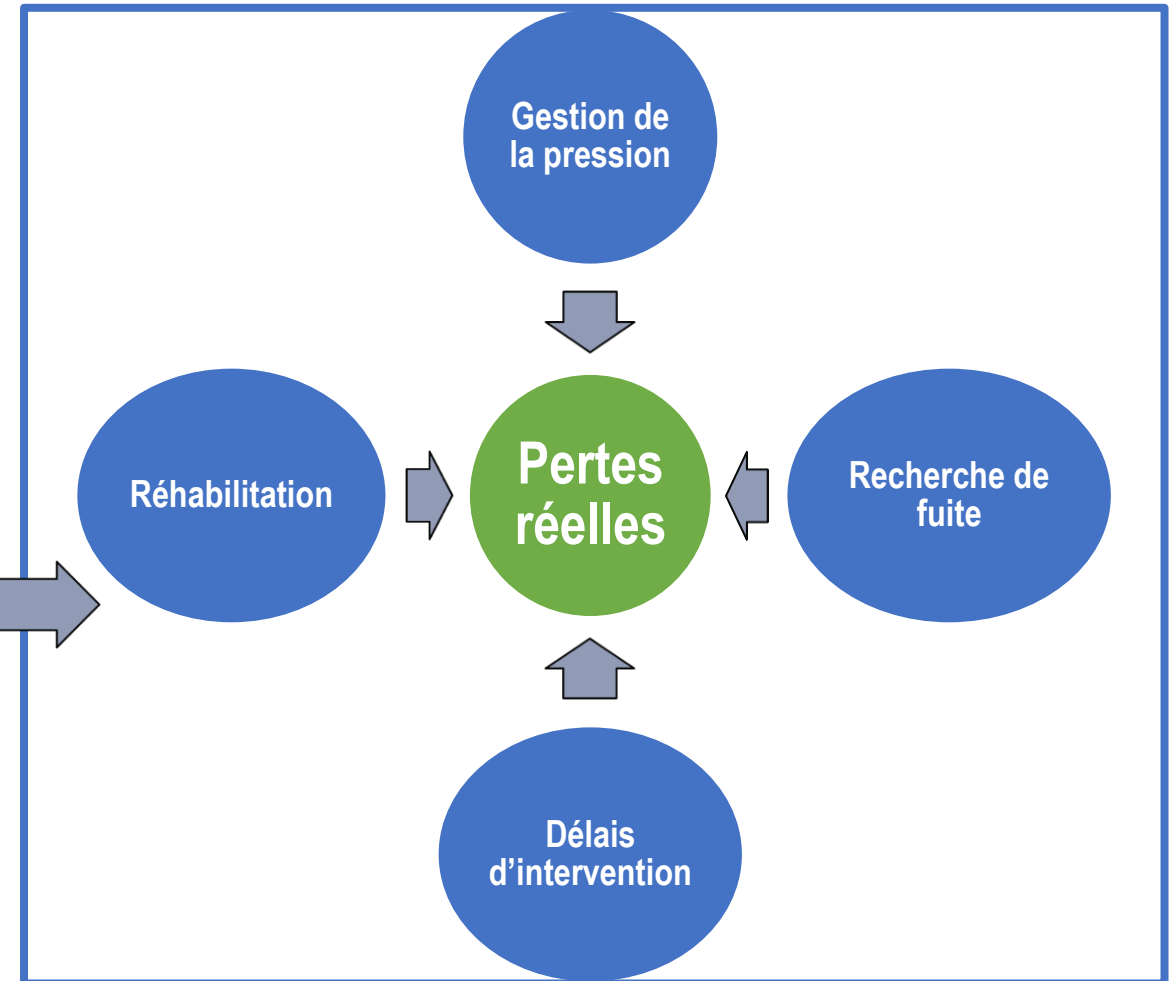 Gestion de
la pression
Réhabilitation
Pertes
réelles
Recherche de
fuite
Délais
d’intervention